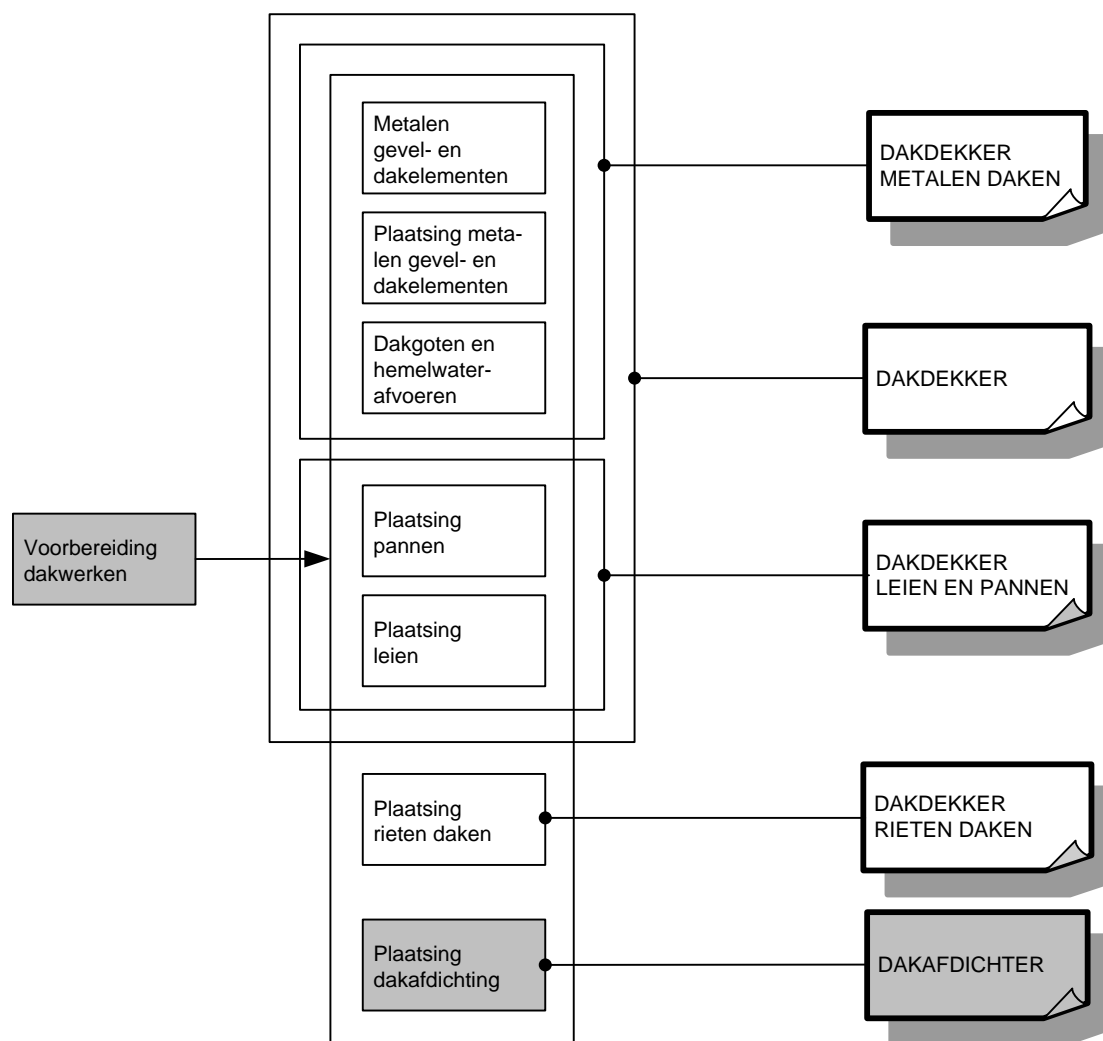 Metalen
gevel- en
dakelementen
DAKDEKKER
METALEN DAKEN
Plaatsing meta-
len gevel- en
dakelementen
Dakgoten en
hemelwater-
afvoeren
DAKDEKKER
Voorbereiding
dakwerken
Plaatsing
pannen
DAKDEKKER
LEIEN EN PANNEN
Plaatsing
leien
Plaatsing
rieten daken
DAKDEKKER
RIETEN DAKEN
Plaatsing
dakafdichting
DAKAFDICHTER